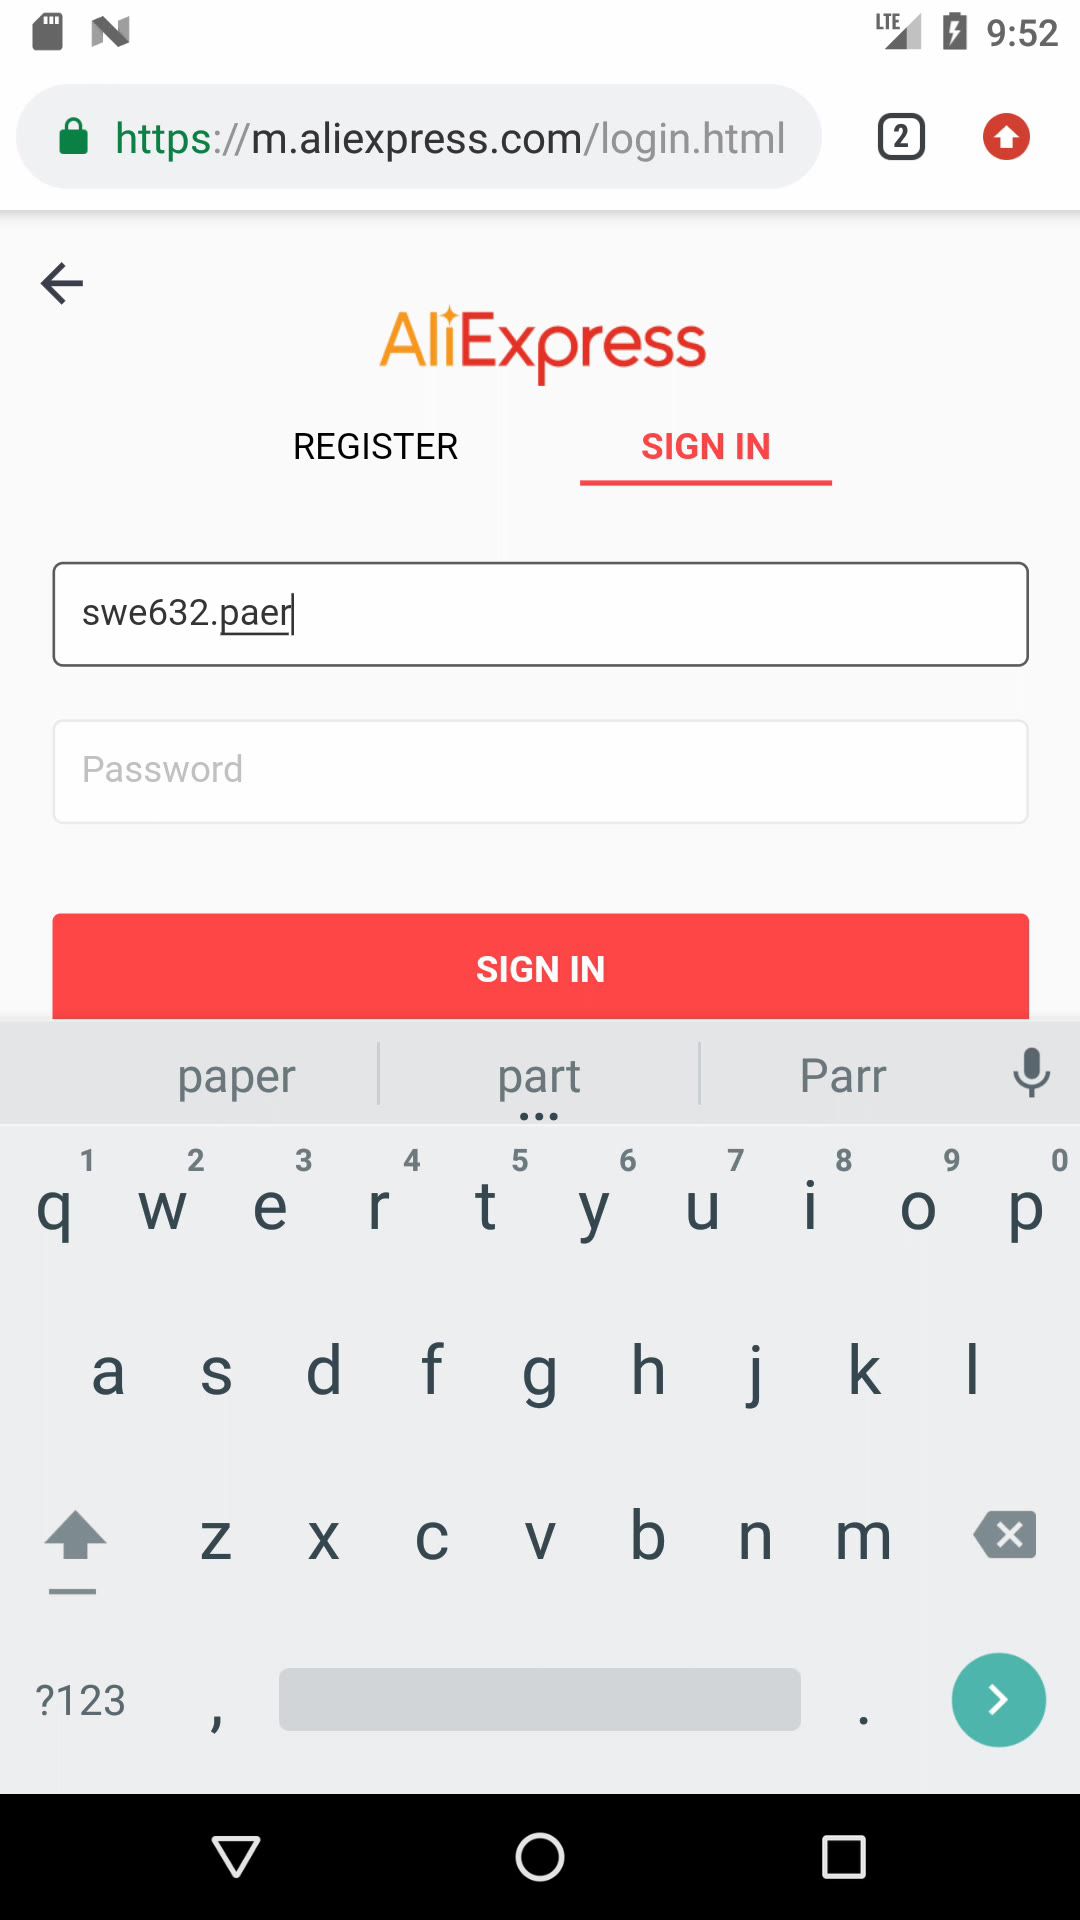 LTE 9:52
https://m.aliexpress.com/login.html 2
AliExpress
REGISTER SIGN IN
swe632.paer
Password
SIGN IN
paper part Parr
1 2 3 4 5 6 7 8 9 0
q w e r t y u i o p
a s d f g h j k l
z x c v b n m
?123 , .